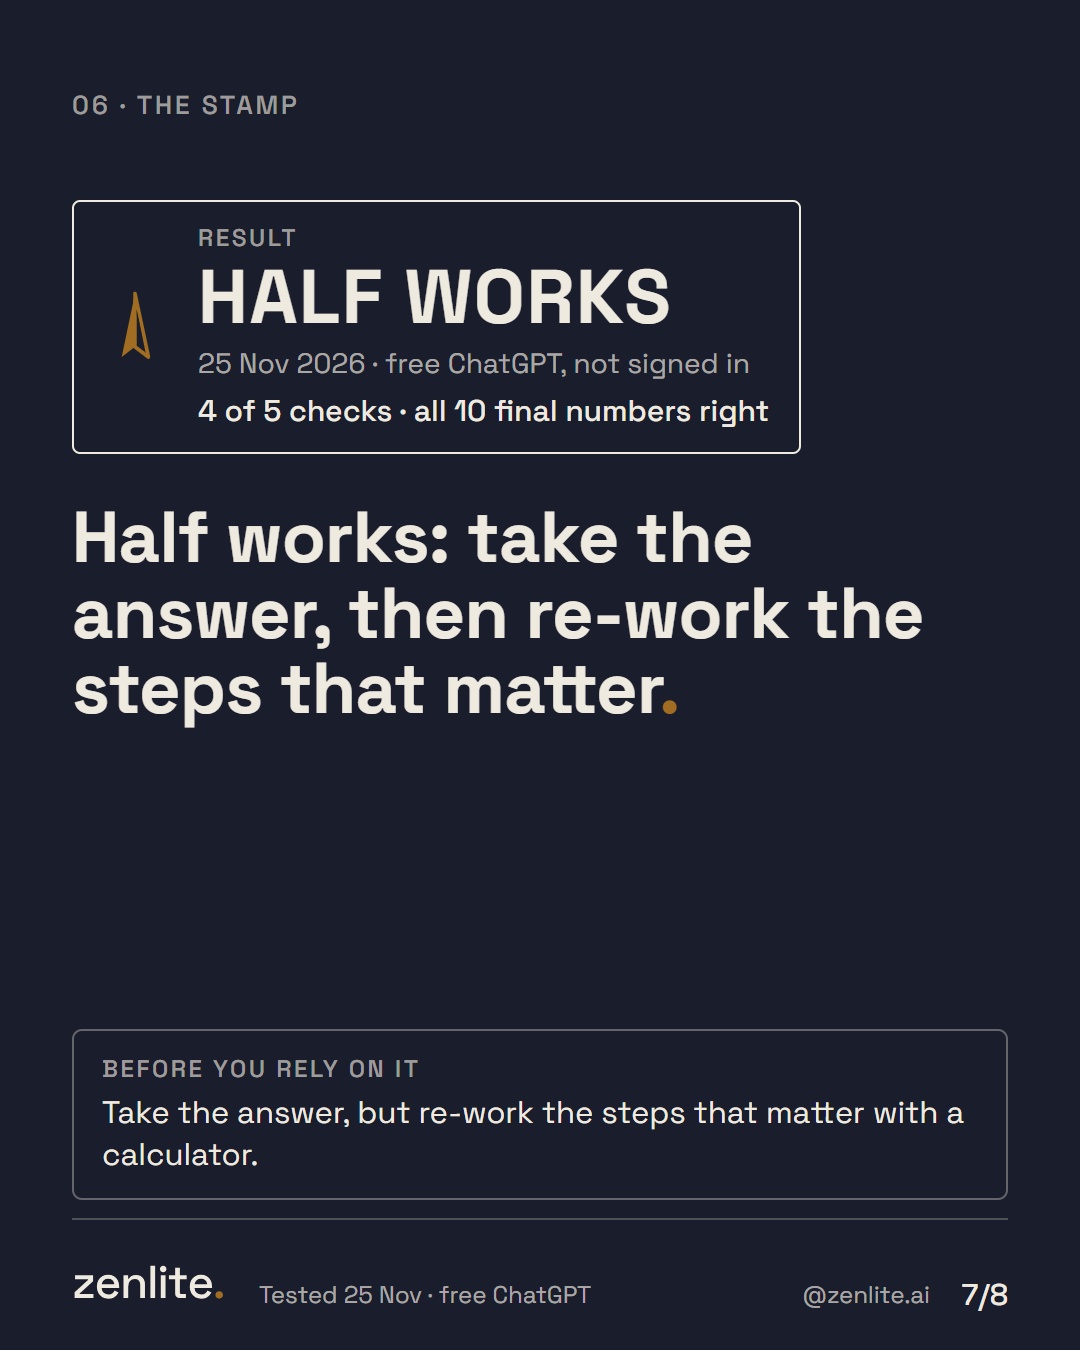 06 · THE STAMP
RESULT
HALF WORKS
25 Nov 2026 · free ChatGPT, not signed in
4 of 5 checks · all 10 final numbers right
Half works: take the
answer, then re-work the
steps that matter.
BEFORE YOU RELY ON IT
Take the answer, but re-work the steps that matter with a
calculator.
zenlite. Tested 25 Nov · free ChatGPT @zenlite.ai 7/8